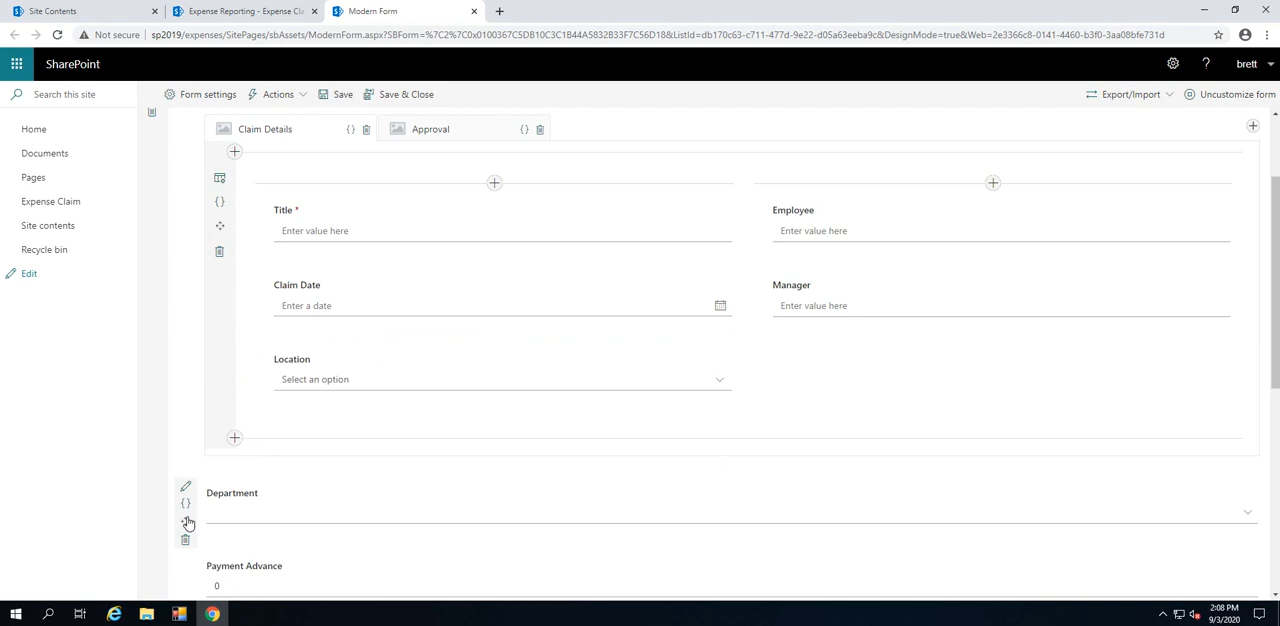 Site Contents
Expense Reporting - Expense Cla
Modern Form
Not secure
sp2019/expenses/SitePages/sbAssets/ModernForm.aspx?SBForm=%7C2%7C0x0100367C5DB10C3C1B44A5832B33F7C56D18&ListId=db170c63-c711-477d-9e22-d05a63eeba9c&DesignMode=true&Web=2e3366c8-0141-4460-b3f0-3aa08bfe731d
SharePoint
brett
Search this site
Form settings
Actions
Save
Save & Close
Export/Import
Uncustomize form
Home
Documents
Pages
Expense Claim
Site contents
Recycle bin
Edit
Claim Details
Approval
Title *
Enter value here
Employee
Enter value here
Claim Date
Enter a date
Manager
Enter value here
Location
Select an option
Department
Payment Advance
0
2:08 PM
9/3/2020